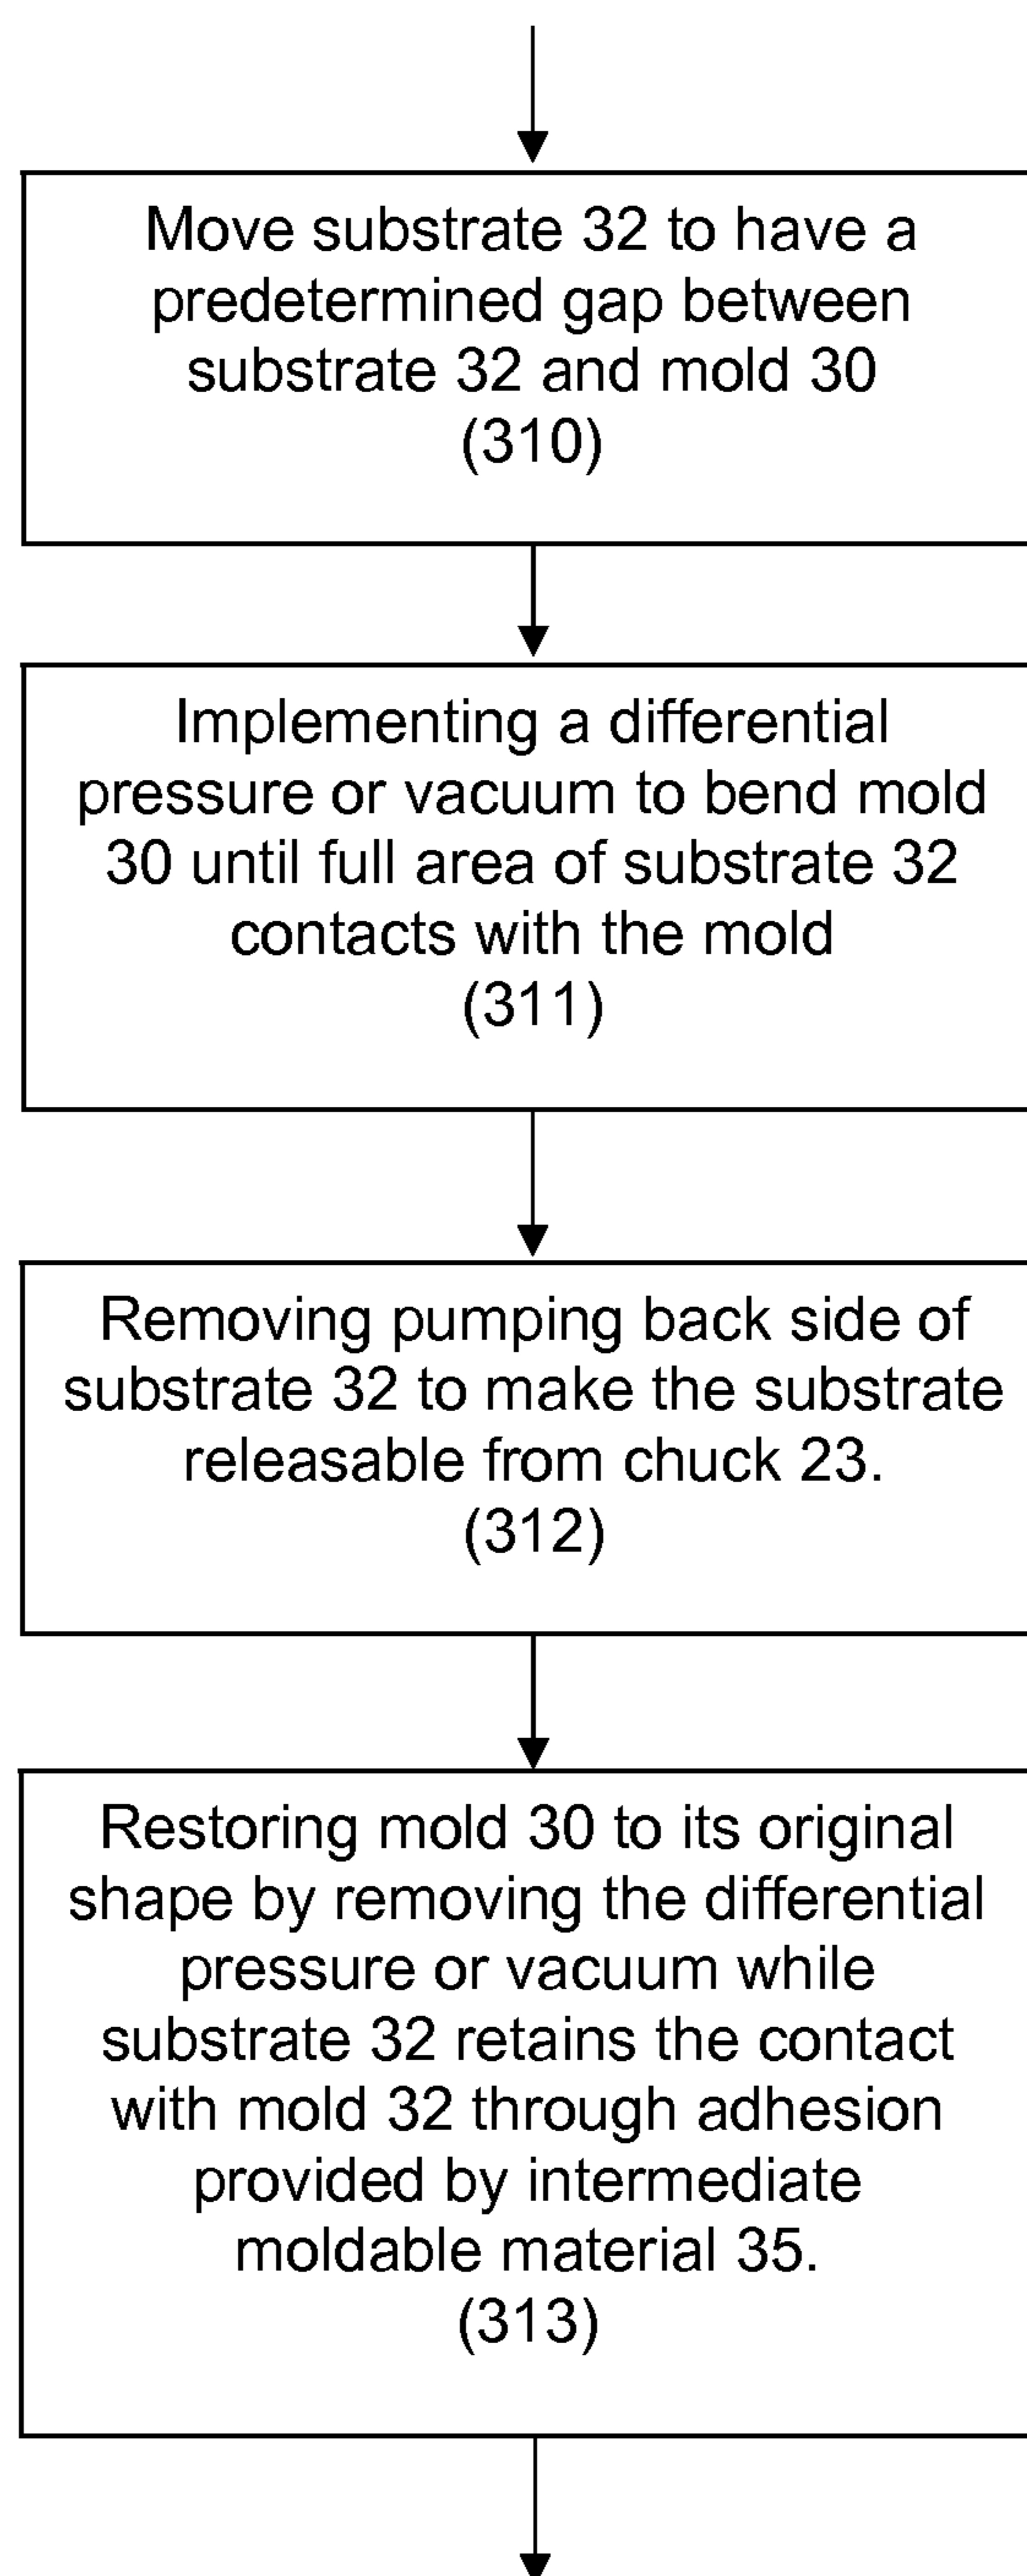 Move substrate 32 to have a
predetermined gap between
substrate 32 and mold 30
(310)
Implementing a differential
pressure or vacuum to bend mold
30 until full area of substrate 32
contacts with the mold
(311)
Removing pumping back side of
substrate 32 to make the substrate
releasable from chuck 23.
(312)
Restoring mold 30 to its original
shape by removing the differential
pressure or vacuum while
substrate 32 retains the contact
with mold 32 through adhesion
provided by intermediate
moldable material 35.
(313)